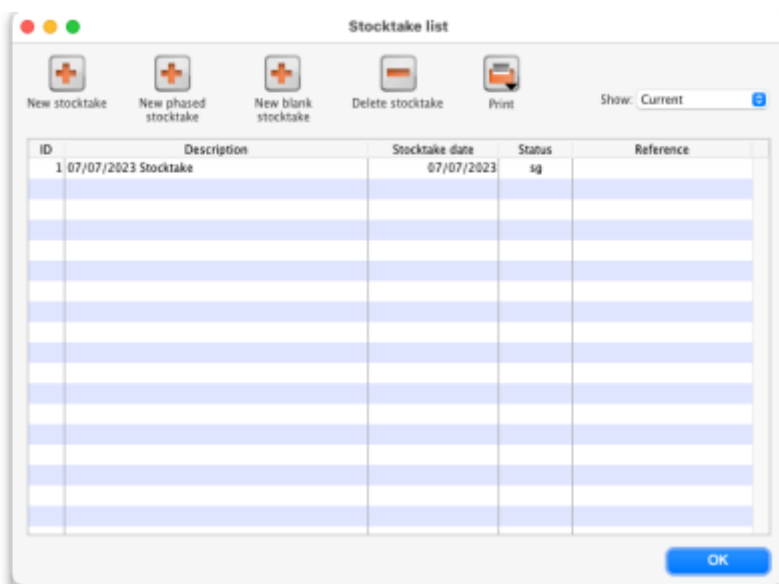 Stocktake list
New stocktake
New phased
stocktake
New blank
stocktake
Delete stocktake
Print
Show: Current
ID Description Stocktake date Status Reference
1 07/07/2023 Stocktake 07/07/2023 sg
OK